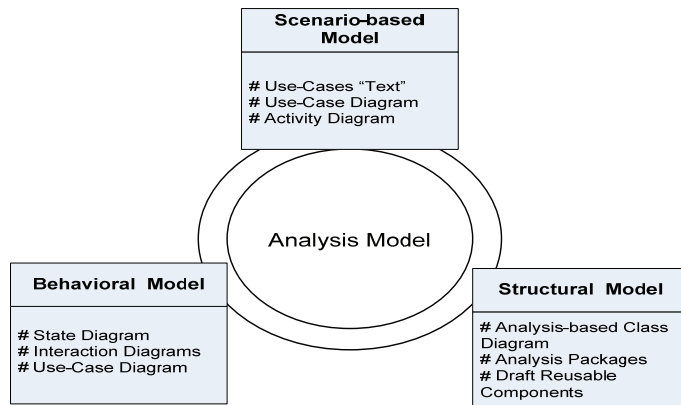 Scenario-based
Model
# Use-Cases “Text”
# Use-Case Diagram
# Activity Diagram
Analysis Model
Behavioral Model
# State Diagram
# Interaction Diagrams
# Use-Case Diagram
Structural Model
# Analysis-based Class
Diagram
# Analysis Packages
# Draft Reusable
Components